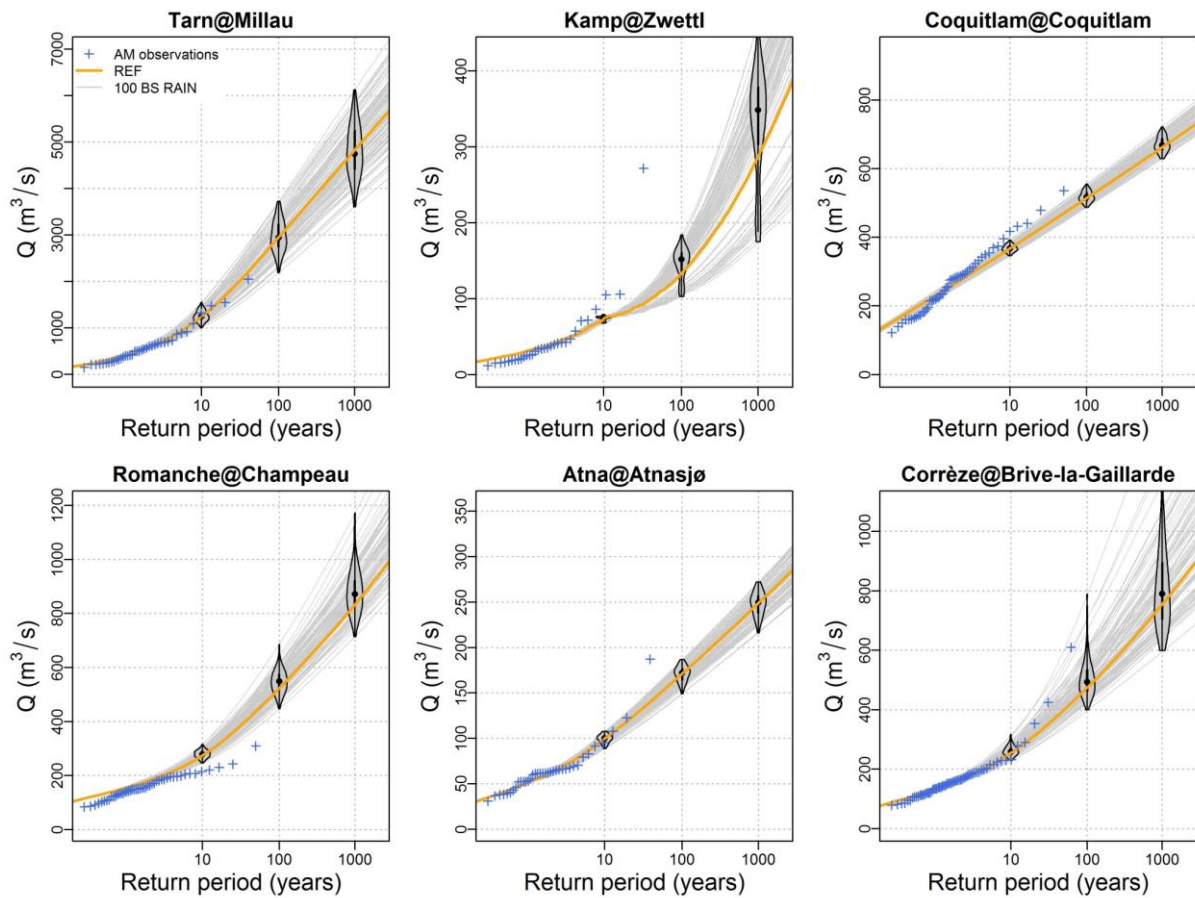 Tarn@Millau
Kamp@Zwettl
Coquitlam@Coquitlam
Q (m³/s)
7000
5000
3000
1000
0
AM observations
REF
100 BS RAIN
10
100
1000
Return period (years)
Q (m³/s)
400
300
200
100
0
10
100
1000
Return period (years)
Q (m³/s)
800
600
400
200
0
10
100
1000
Return period (years)
Romanche@Champeau
Atna@Atnasjø
Corrèze@Brive-la-Gaillarde
Q (m³/s)
1200
1000
800
600
400
200
0
10
100
1000
Return period (years)
Q (m³/s)
350
300
250
200
150
100
50
0
10
100
1000
Return period (years)
Q (m³/s)
1000
800
600
400
200
0
10
100
1000
Return period (years)